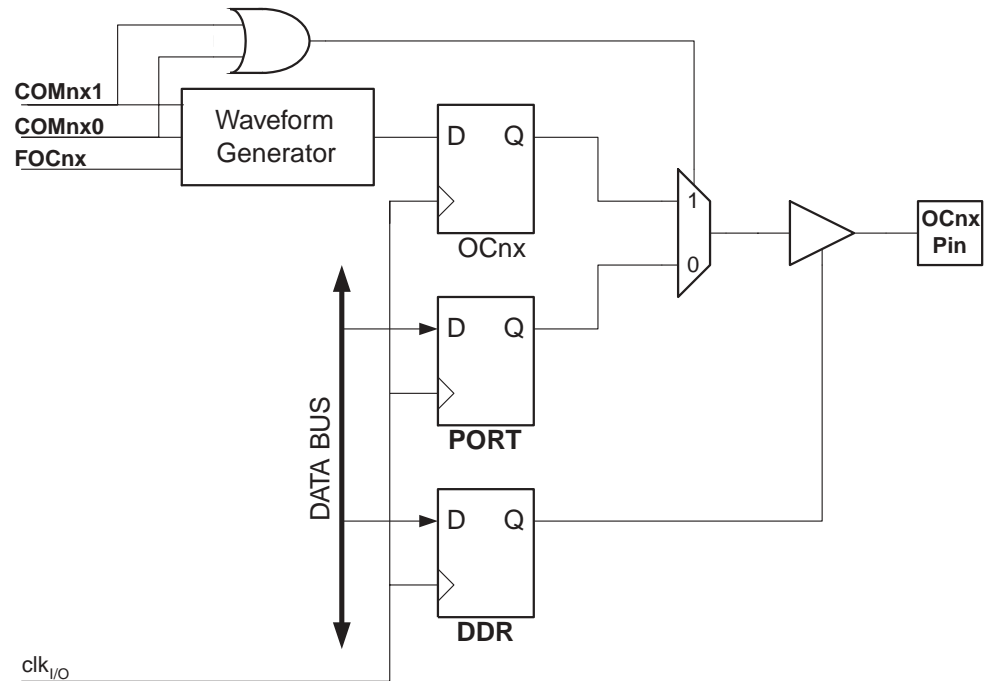 COMnx1
COMnx0
FOCnx
Waveform
Generator
D Q
OCnx
1
0
OCnx
Pin
D Q
PORT
DATA BUS
D Q
DDR
clkI/O